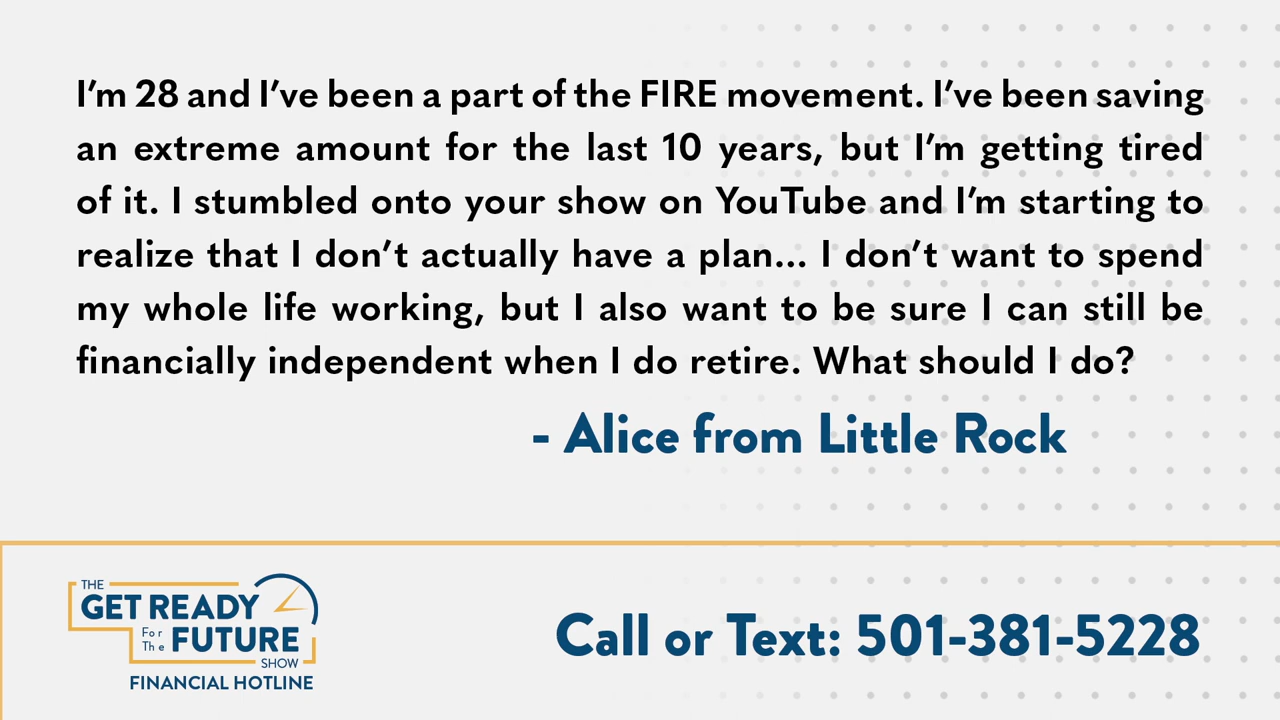 I’m 28 and I’ve been a part of the FIRE movement. I’ve been saving
an extreme amount for the last 10 years, but I’m getting tired
of it. I stumbled onto your show on YouTube and I’m starting to
realize that I don’t actually have a plan... I don’t want to spend
my whole life working, but I also want to be sure I can still be
financially independent when I do retire. What should I do?
- Alice from Little Rock
THE
GET READY
For The FUTURE
SHOW
FINANCIAL HOTLINE
Call or Text: 501-381-5228